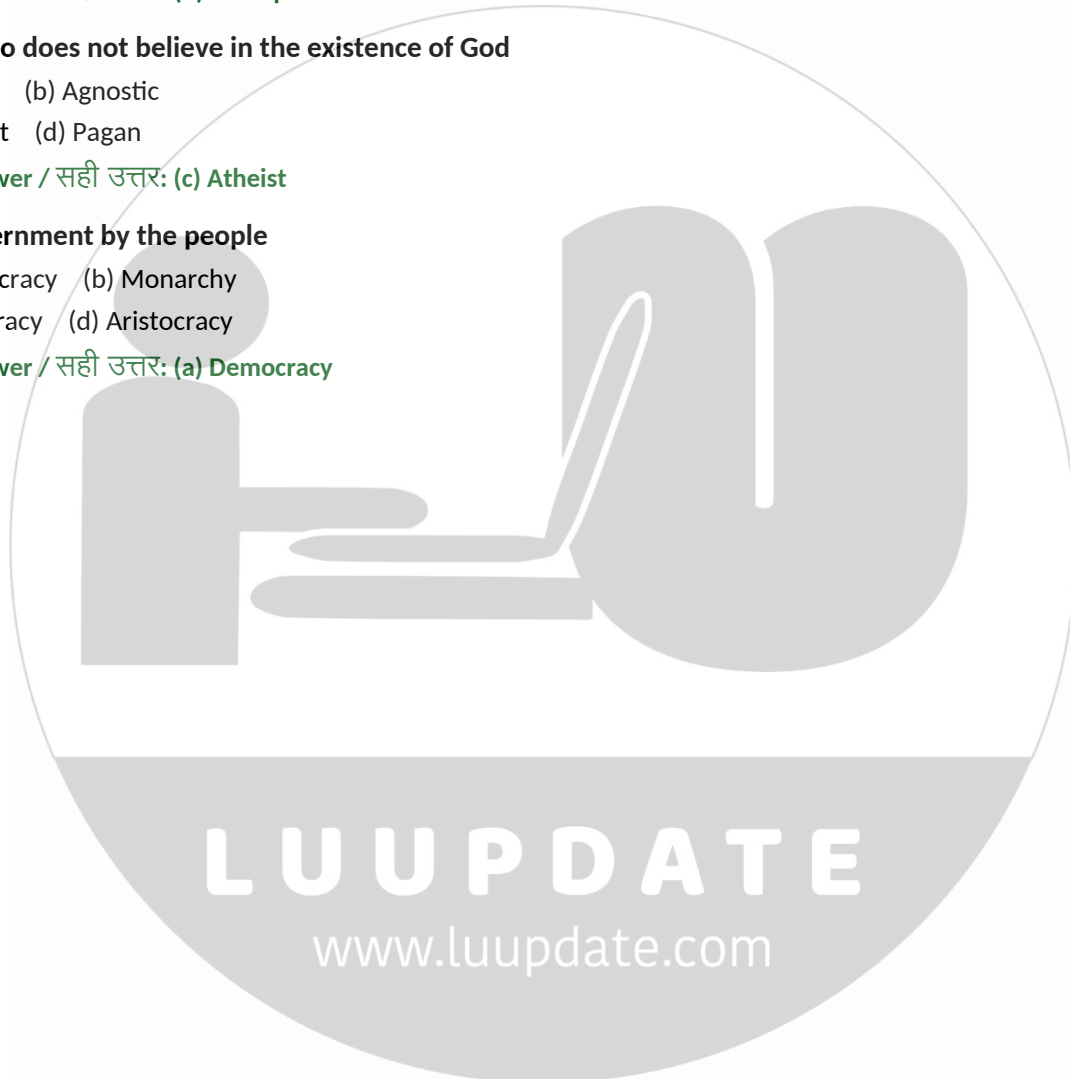 o does not believe in the existence of God
(b) Agnostic
t (d) Pagan
wer / सही उत्तर: (c) Atheist
ernment by the people
cracy (b) Monarchy
racy (d) Aristocracy
wer / सही उत्तर: (a) Democracy
LUUPDATE
www.luupdate.com